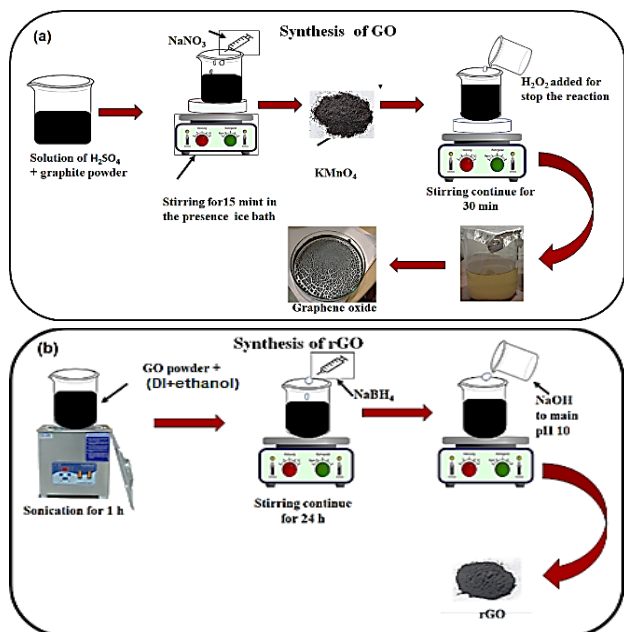 (a)
Synthesis of GO
NaNO₃
Solution of H₂SO₄
+ graphite powder
Stirring for15 mint in
the presence ice bath
KMnO₄
H₂O₂ added for
stop the reaction
Stirring continue for
30 min
Graphene oxide
(b)
Synthesis of rGO
GO powder +
(DI+ethanol)
Sonication for 1 h
NaBH₄
Stirring continue
for 24 h
NaOH
to main
pH 10
rGO